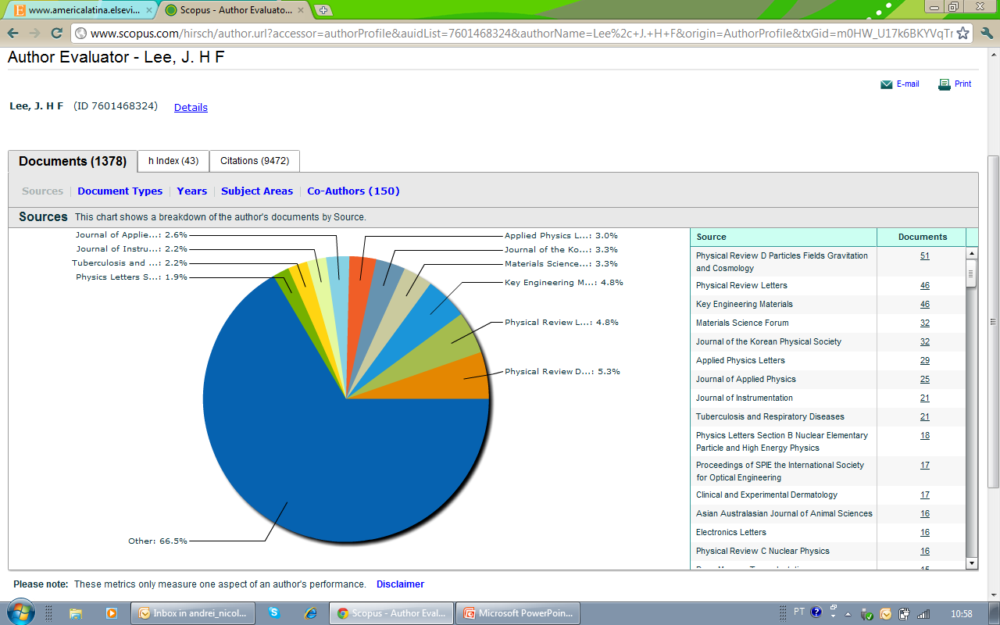 www.americalatina.elsevi...
Scopus - Author Evaluato...
www.scopus.com/hirsch/author.url?accessor=authorProfile&auidList=7601468324&authorName=Lee%2c+J.+H+F&origin=AuthorProfile&txGid=m0HW_U17k6BKYVqTr
Author Evaluator - Lee, J. H F
E-mail
Print
Lee, J. H F (ID 7601468324) Details
Documents (1378)
h Index (43)
Citations (9472)
Sources
Document Types
Years
Subject Areas
Co-Authors (150)
Sources This chart shows a breakdown of the author's documents by Source.
Journal of Applie...: 2.6%
Journal of Instru...: 2.2%
Tuberculosis and ...: 2.2%
Physics Letters S...: 1.9%
Applied Physics L...: 3.0%
Journal of the Ko...: 3.3%
Materials Science...: 3.3%
Key Engineering M...: 4.8%
Physical Review L...: 4.8%
Physical Review D...: 5.3%
Other: 66.5%
Source Documents
Physical Review D Particles Fields Gravitation 51
and Cosmology
Physical Review Letters 46
Key Engineering Materials 46
Materials Science Forum 32
Journal of the Korean Physical Society 32
Applied Physics Letters 29
Journal of Applied Physics 25
Journal of Instrumentation 21
Tuberculosis and Respiratory Diseases 21
Physics Letters Section B Nuclear Elementary 18
Particle and High Energy Physics
Proceedings of SPIE the International Society 17
for Optical Engineering
Clinical and Experimental Dermatology 17
Asian Australasian Journal of Animal Sciences 16
Electronics Letters 16
Physical Review C Nuclear Physics 16
Please note: These metrics only measure one aspect of an author's performance. Disclaimer
Inbox in andrei_nicol...
Scopus - Author Eval...
Microsoft PowerPoin...
PT
10:58